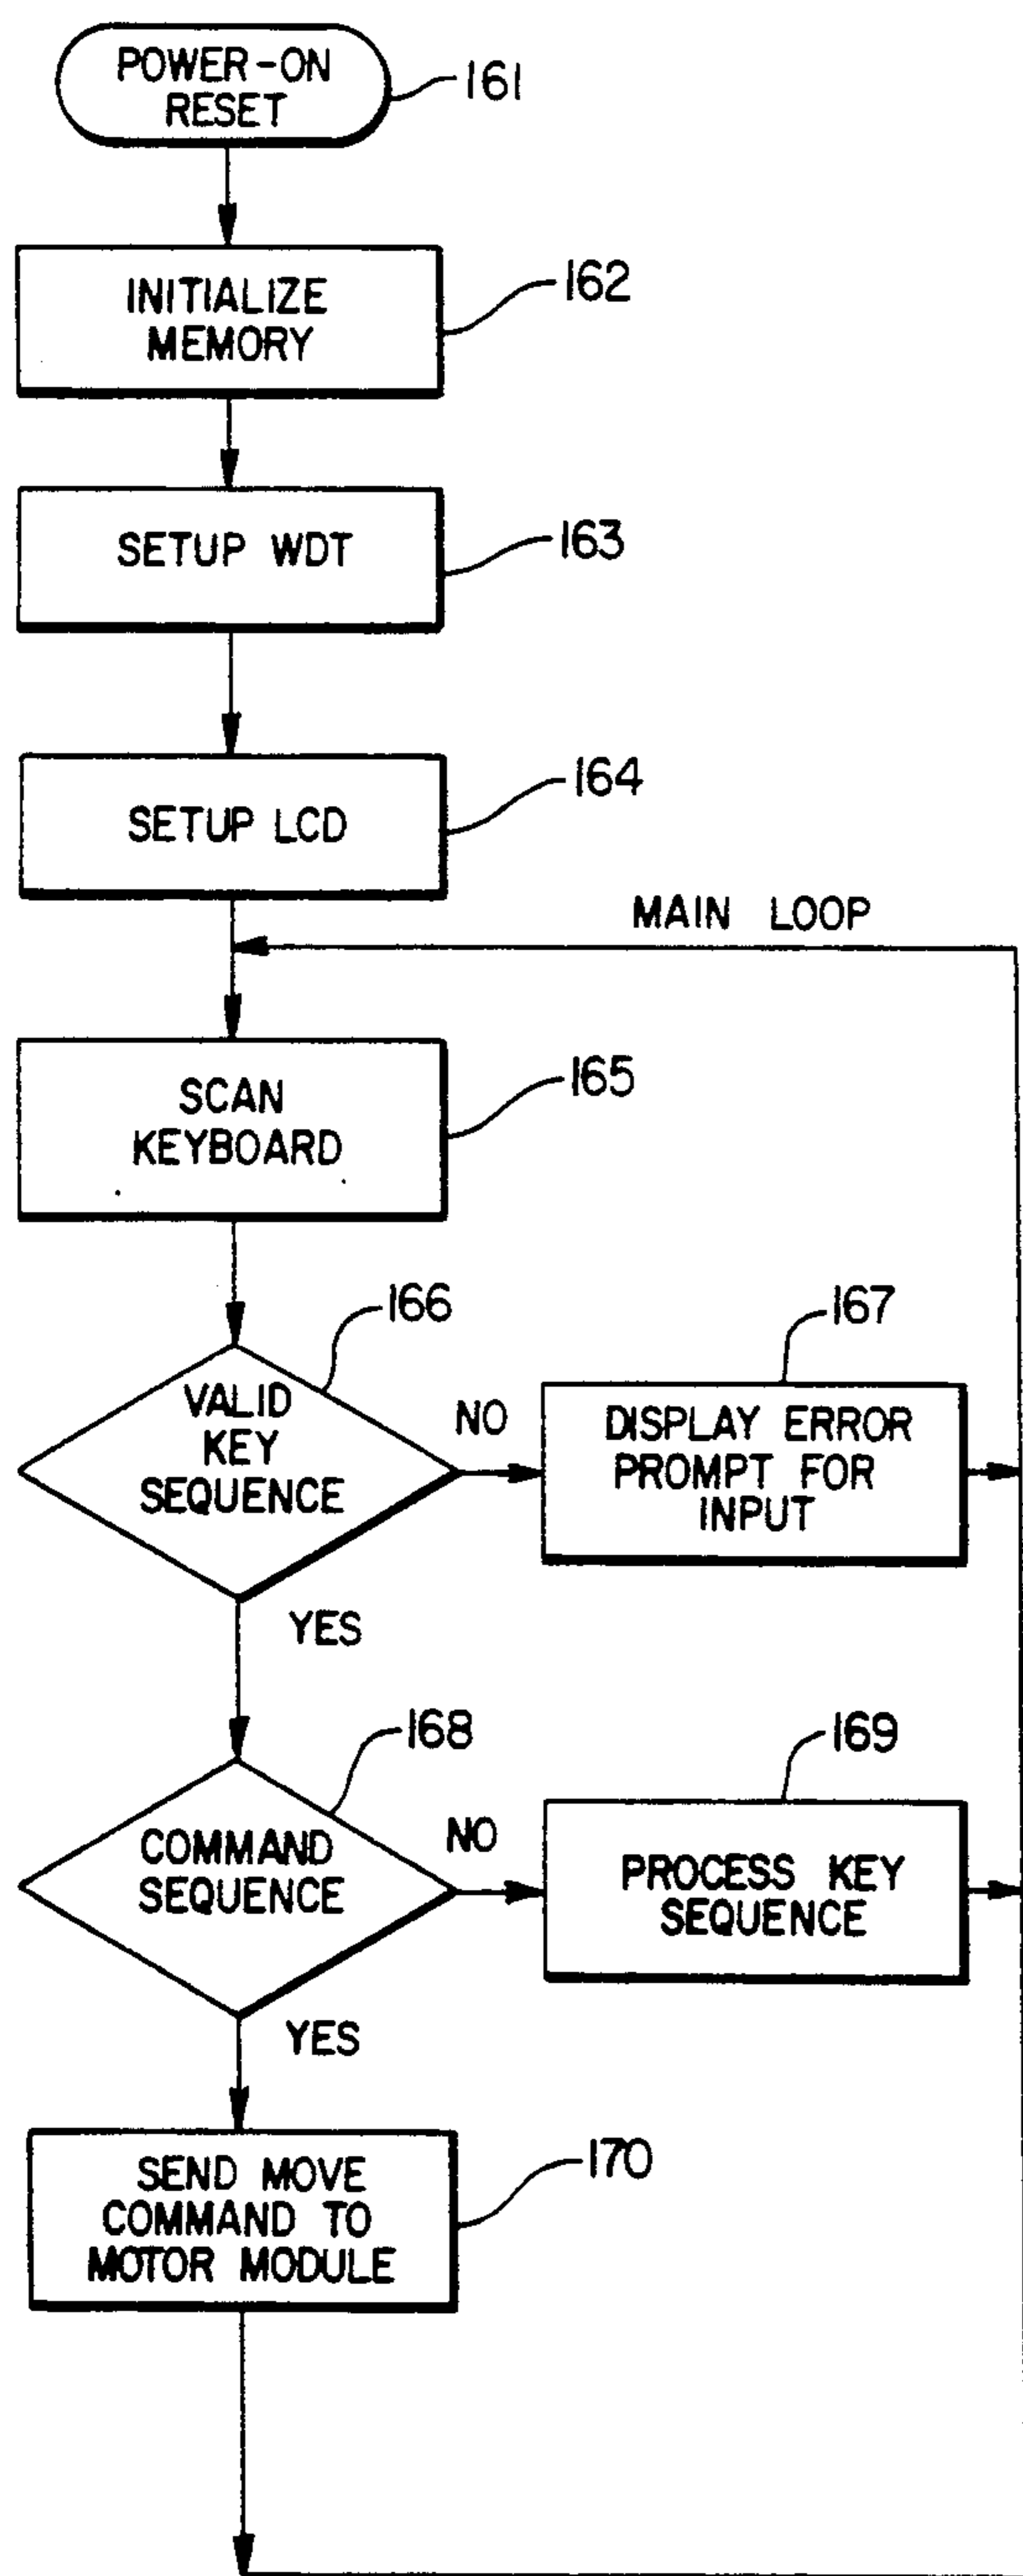 POWER-ON
RESET
161
INITIALIZE
MEMORY
162
SETUP WDT
163
SETUP LCD
164
MAIN LOOP
SCAN
KEYBOARD
165
166
VALID
KEY
SEQUENCE
NO
167
DISPLAY ERROR
PROMPT FOR
INPUT
YES
168
COMMAND
SEQUENCE
NO
169
PROCESS KEY
SEQUENCE
YES
SEND MOVE
COMMAND TO
MOTOR MODULE
170